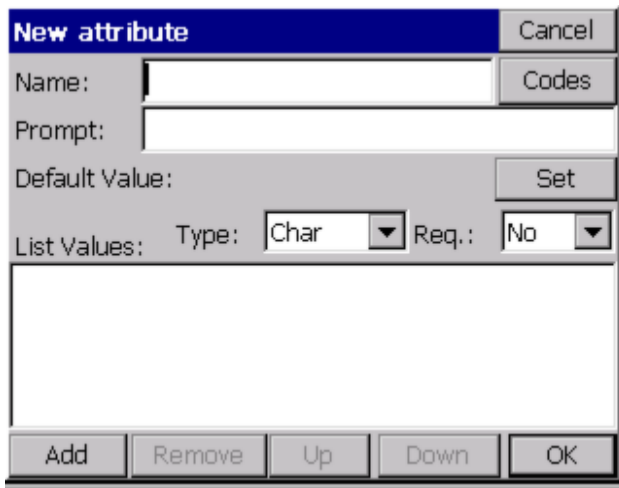 New attribute Cancel
Name: Codes
Prompt:
Default Value: Set
List Values: Type: Char Req.: No
Add Remove Up Down OK